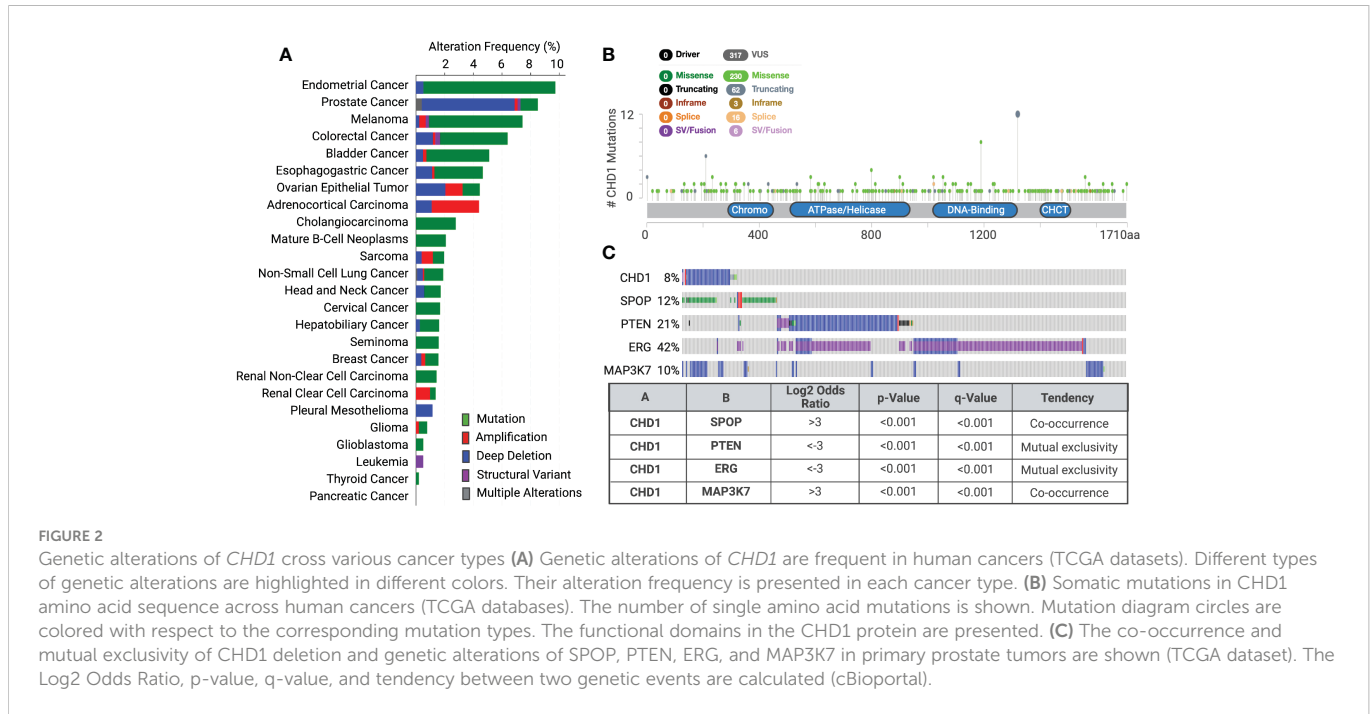 A
Alteration Frequency (%)
2 4 6 8 10
Endometrial Cancer
Prostate Cancer
Melanoma
Colorectal Cancer
Bladder Cancer
Esophagogastric Cancer
Ovarian Epithelial Tumor
Adrenocortical Carcinoma
Cholangiocarcinoma
Mature B-Cell Neoplasms
Sarcoma
Non-Small Cell Lung Cancer
Head and Neck Cancer
Cervical Cancer
Hepatobiliary Cancer
Seminoma
Breast Cancer
Renal Non-Clear Cell Carcinoma
Renal Clear Cell Carcinoma
Pleural Mesothelioma
Glioma
Glioblastoma
Leukemia
Thyroid Cancer
Pancreatic Cancer
Mutation
Amplification
Deep Deletion
Structural Variant
Multiple Alterations
B
0 Driver 317 VUS
0 Missense 230 Missense
0 Truncating 62 Truncating
0 Inframe 3 Inframe
0 Splice 16 Splice
0 SV/Fusion 6 SV/Fusion
# CHD1 Mutations
12
0
Chromo ATPase/Helicase DNA-Binding CHCT
0 400 800 1200 1710aa
C
CHD1 8%
SPOP 12%
PTEN 21%
ERG 42%
MAP3K7 10%
A B Log2 Odds Ratio p-Value q-Value Tendency
CHD1 SPOP >3 <0.001 <0.001 Co-occurrence
CHD1 PTEN <-3 <0.001 <0.001 Mutual exclusivity
CHD1 ERG <-3 <0.001 <0.001 Mutual exclusivity
CHD1 MAP3K7 >3 <0.001 <0.001 Co-occurrence
FIGURE 2
Genetic alterations of CHD1 cross various cancer types (A) Genetic alterations of CHD1 are frequent in human cancers (TCGA datasets). Different types
of genetic alterations are highlighted in different colors. Their alteration frequency is presented in each cancer type. (B) Somatic mutations in CHD1
amino acid sequence across human cancers (TCGA databases). The number of single amino acid mutations is shown. Mutation diagram circles are
colored with respect to the corresponding mutation types. The functional domains in the CHD1 protein are presented. (C) The co-occurrence and
mutual exclusivity of CHD1 deletion and genetic alterations of SPOP, PTEN, ERG, and MAP3K7 in primary prostate tumors are shown (TCGA dataset). The
Log2 Odds Ratio, p-value, q-value, and tendency between two genetic events are calculated (cBioportal).